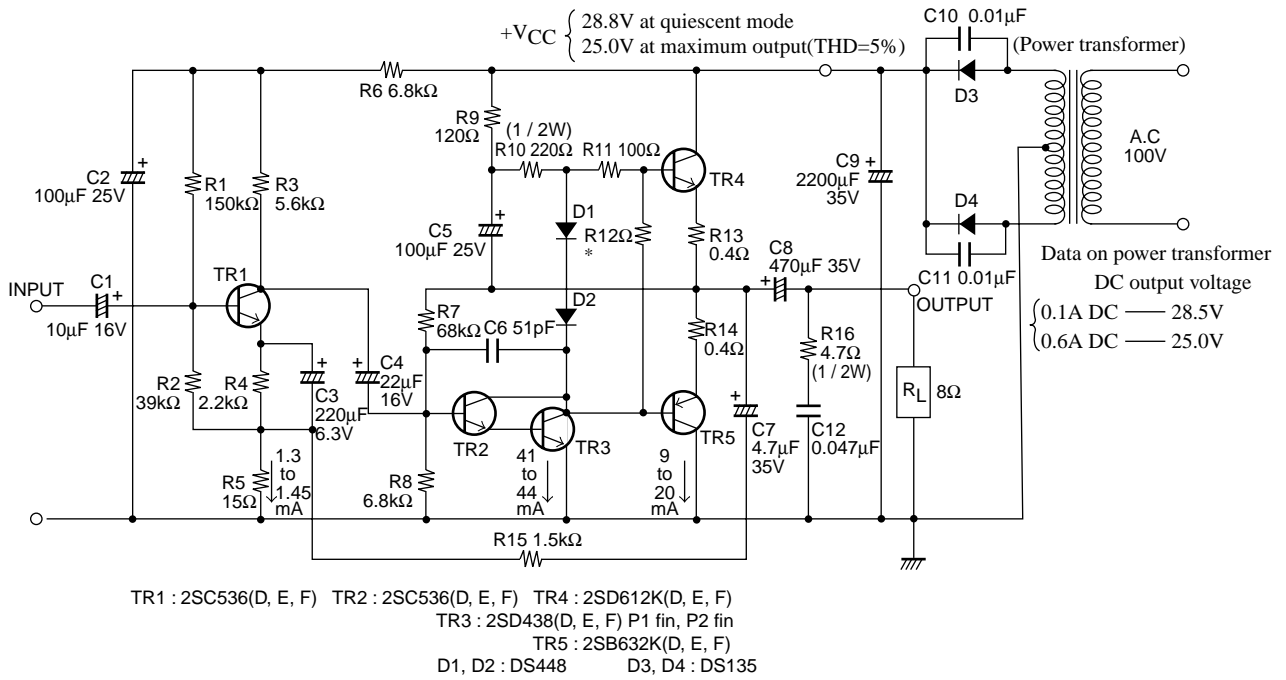 +VCC { 28.8V at quiescent mode
25.0V at maximum output(THD=5%)
C10 0.01µF
(Power transformer)
D3
A.C
100V
R6 6.8kΩ
R9
120Ω
(1 / 2W)
R10 220Ω
R11 100Ω
TR4
C9
2200µF
35V
+
C2
100µF 25V
+
R1
150kΩ
R3
5.6kΩ
D1
R12Ω
*
C5
100µF 25V
+
R13
0.4Ω
D4
C11 0.01µF
C8
470µF 35V
+
Data on power transformer
DC output voltage
0.1A DC — 28.5V
0.6A DC — 25.0V
INPUT
C1
+
10µF 16V
TR1
D2
OUTPUT
R7
68kΩ
C6 51pF
R14
0.4Ω
R16
4.7Ω
(1 / 2W)
RL
8Ω
R2
39kΩ
R4
2.2kΩ
+
C3
220µF
6.3V
+
C4
22µF
16V
TR2
TR3
TR5
+
C7
4.7µF
35V
C12
0.047µF
R5
15Ω
1.3
to
1.45
mA
R8
6.8kΩ
41
to
44
mA
9
to
20
mA
R15 1.5kΩ
TR1 : 2SC536(D, E, F) TR2 : 2SC536(D, E, F) TR4 : 2SD612K(D, E, F)
TR3 : 2SD438(D, E, F) P1 fin, P2 fin
TR5 : 2SB632K(D, E, F)
D1, D2 : DS448 D3, D4 : DS135